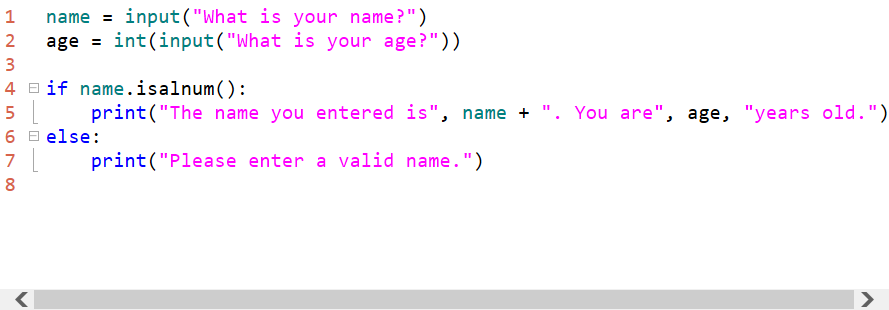 1 name = input("What is your name?")
2 age = int(input("What is your age?"))
3
4 if name.isalnum():
5     print("The name you entered is", name + ". You are", age, "years old.")
6 else:
7     print("Please enter a valid name.")
8